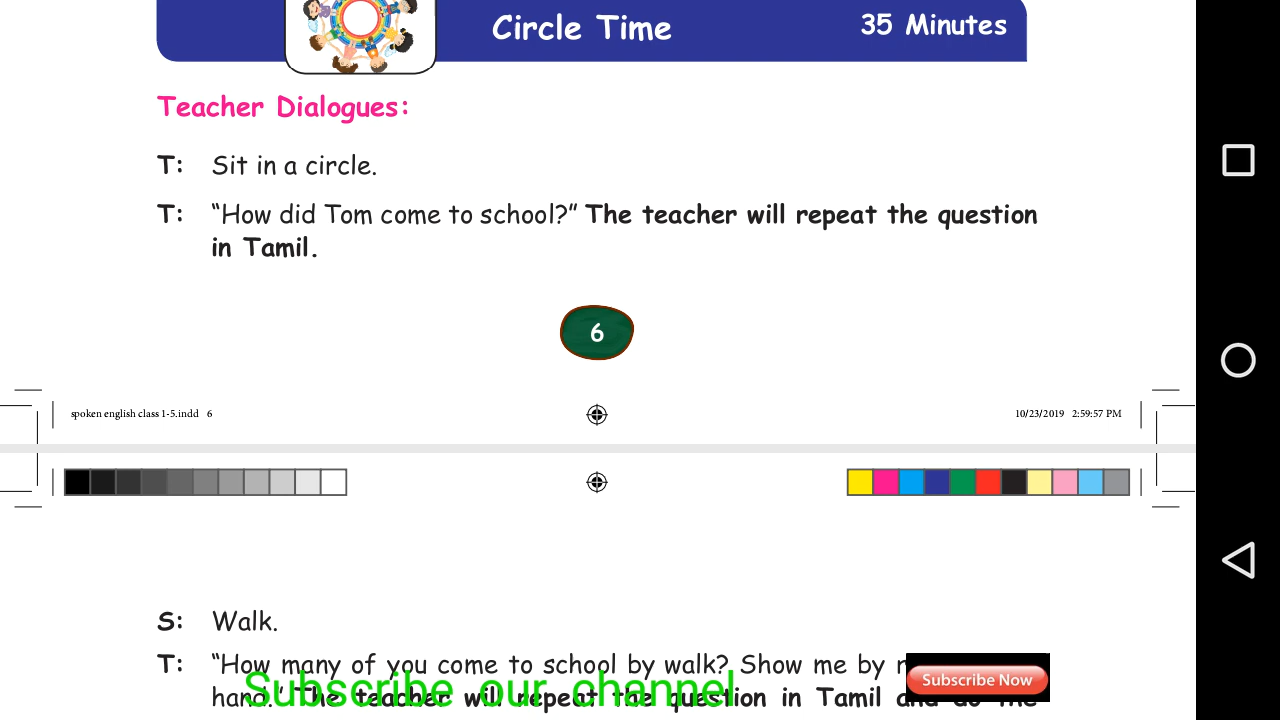 Circle Time 35 Minutes
Teacher Dialogues:
T: Sit in a circle.
T: “How did Tom come to school?” The teacher will repeat the question
in Tamil.
6
spoken english class 1-5.indd 6 10/23/2019 2:59:57 PM
S: Walk.
T: “How many of you come to school by walk? Show me by
hand.” The teacher will repeat the question in Tamil and do the
Subscribe our channel
Subscribe Now